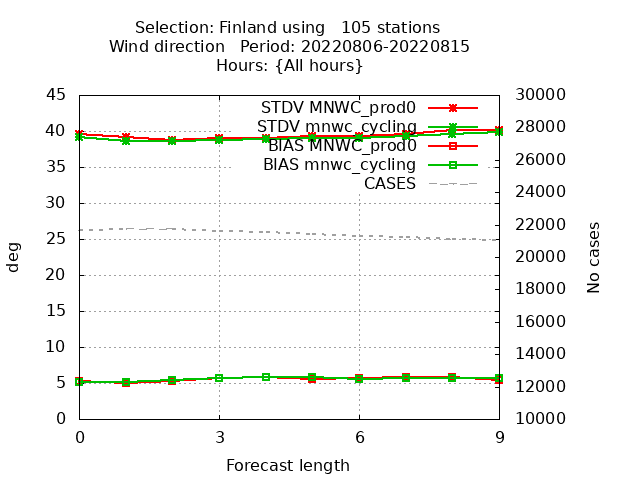 Selection: Finland using   105 stations
Wind direction   Period: 20220806-20220815
Hours: {All hours}
STDV MNWC_prod0
STDV mnwc_cycling
BIAS MNWC_prod0
BIAS mnwc_cycling
CASES
deg
45
40
35
30
25
20
15
10
5
0
30000
28000
26000
24000
22000
20000
18000
16000
14000
12000
10000
No cases
0 3 6 9
Forecast length